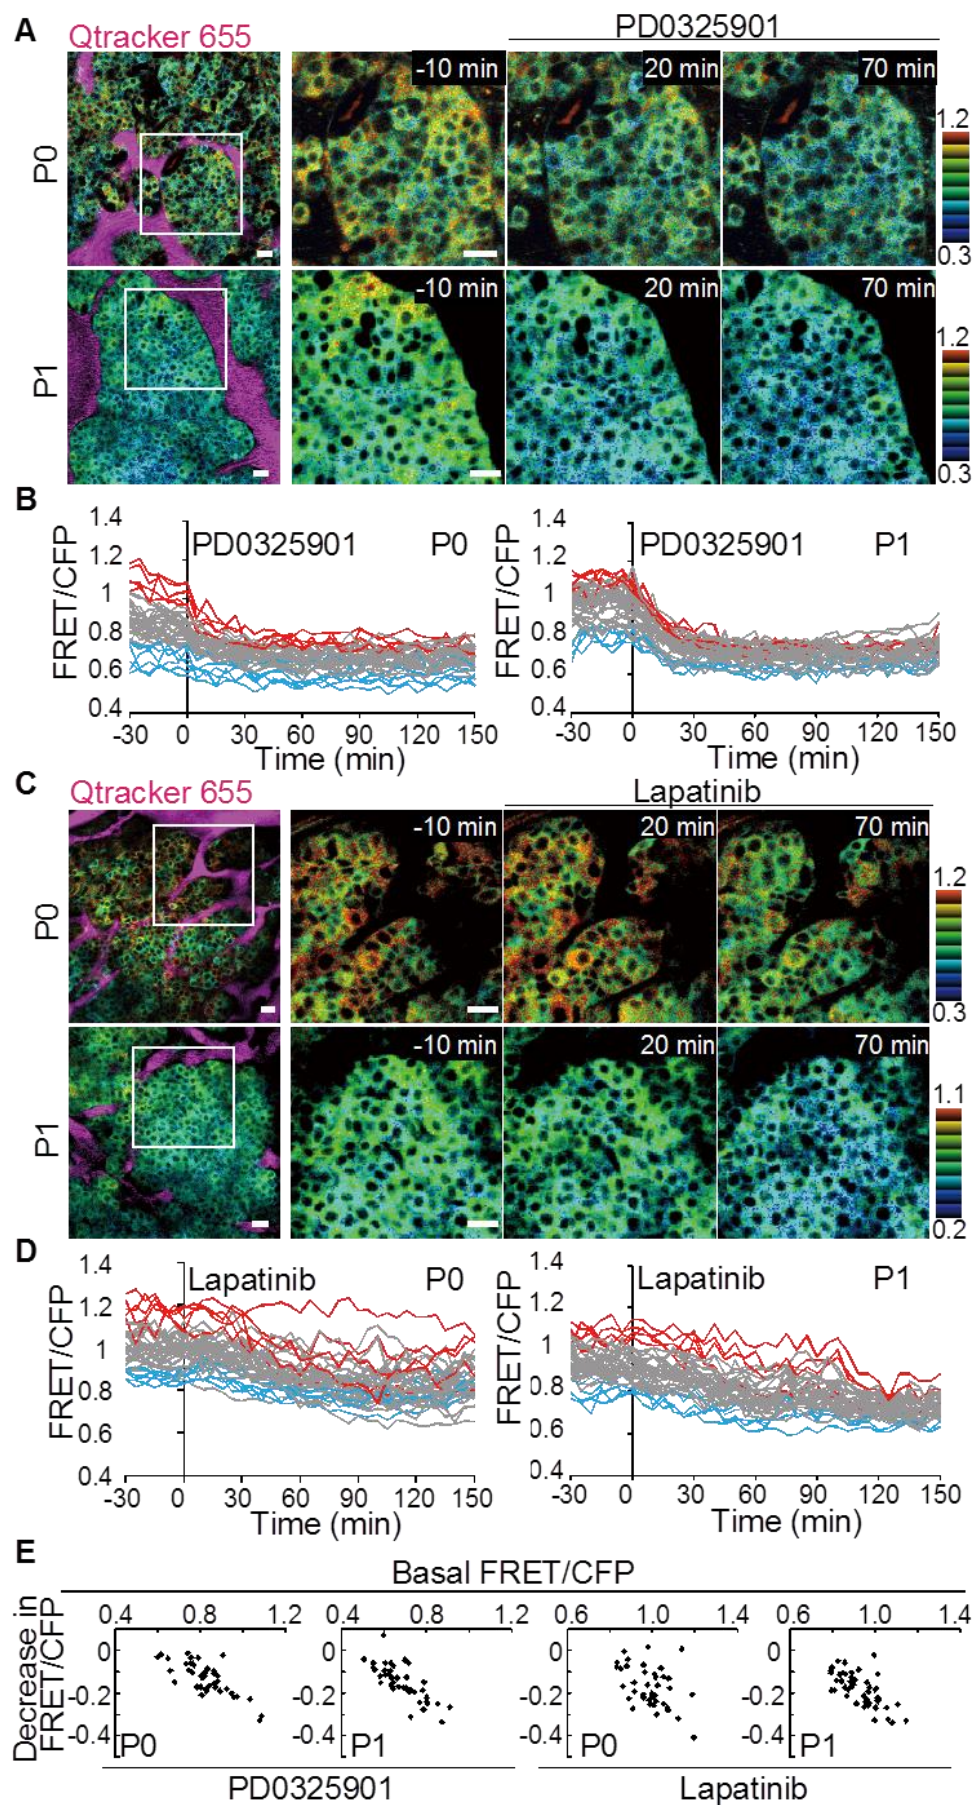 A
Qtracker 655
PD0325901
P0
-10 min
20 min
70 min
1.2
0.3
P1
-10 min
20 min
70 min
1.2
0.3
B
FRET/CFP
1.4
1.2
1
0.8
0.6
0.4
PD0325901
P0
-30 0 30 60 90 120 150
Time (min)
FRET/CFP
1.4
1.2
1
0.8
0.6
0.4
PD0325901
P1
-30 0 30 60 90 120 150
Time (min)
C
Qtracker 655
Lapatinib
P0
-10 min
20 min
70 min
1.2
0.3
P1
-10 min
20 min
70 min
1.1
0.2
D
FRET/CFP
1.4
1.2
1
0.8
0.6
0.4
Lapatinib
P0
-30 0 30 60 90 120 150
Time (min)
FRET/CFP
1.4
1.2
1
0.8
0.6
0.4
Lapatinib
P1
-30 0 30 60 90 120 150
Time (min)
E
Basal FRET/CFP
Decrease in
FRET/CFP
0.4 0.8 1.2
0
-0.2
-0.4
P0
0.4 0.8 1.2
0
-0.2
-0.4
P1
PD0325901
0.6 1.0 1.4
0
-0.2
-0.4
P0
0.6 1.0 1.4
0
-0.2
-0.4
P1
Lapatinib